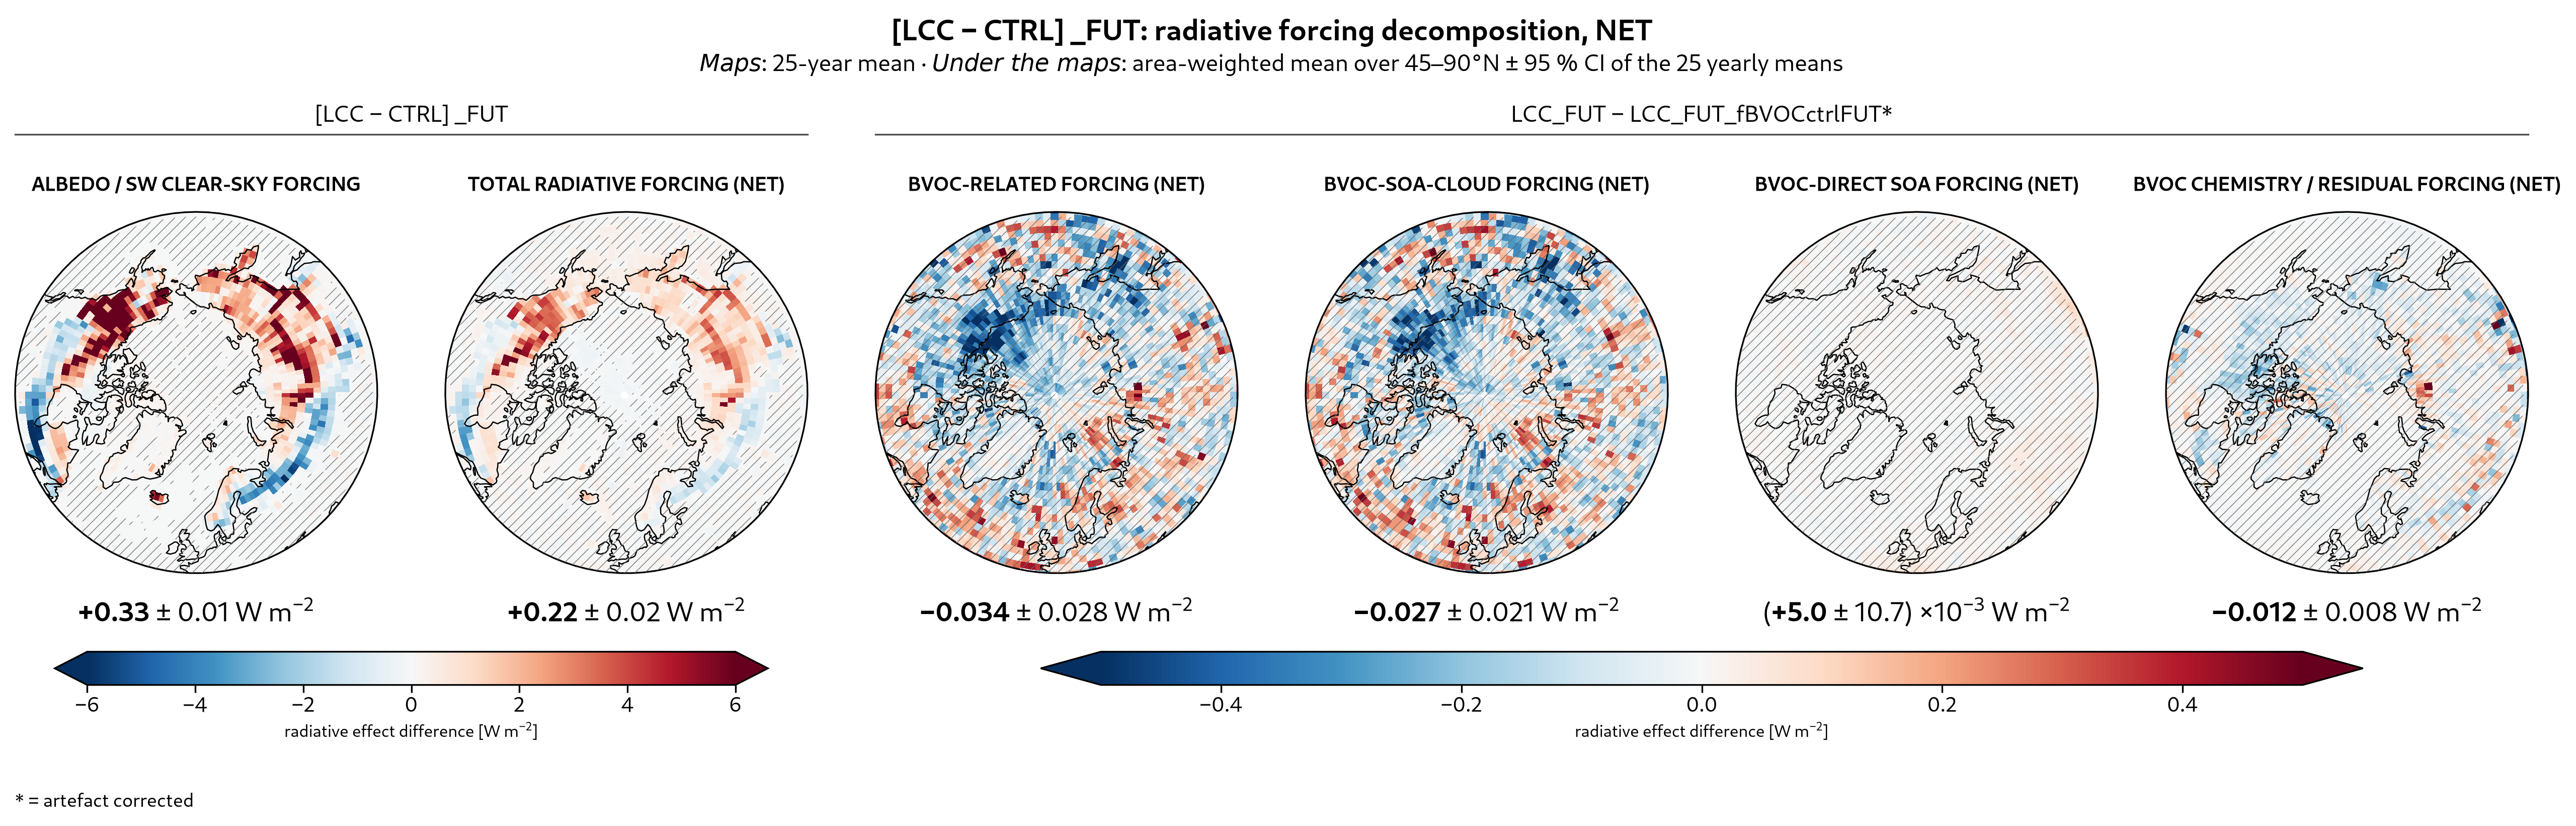 [LCC − CTRL] _FUT: radiative forcing decomposition, NET
Maps: 25-year mean · Under the maps: area-weighted mean over 45–90°N ± 95 % CI of the 25 yearly means
[LCC − CTRL] _FUT
LCC_FUT − LCC_FUT_fBVOCctrlFUT*
ALBEDO / SW CLEAR-SKY FORCING
TOTAL RADIATIVE FORCING (NET)
BVOC-RELATED FORCING (NET)
BVOC-SOA-CLOUD FORCING (NET)
BVOC-DIRECT SOA FORCING (NET)
BVOC CHEMISTRY / RESIDUAL FORCING (NET)
+0.33 ± 0.01 W m⁻²
+0.22 ± 0.02 W m⁻²
−0.034 ± 0.028 W m⁻²
−0.027 ± 0.021 W m⁻²
(+5.0 ± 10.7) ×10⁻³ W m⁻²
−0.012 ± 0.008 W m⁻²
−6 −4 −2 0 2 4 6
radiative effect difference [W m⁻²]
−0.4 −0.2 0.0 0.2 0.4
radiative effect difference [W m⁻²]
* = artefact corrected